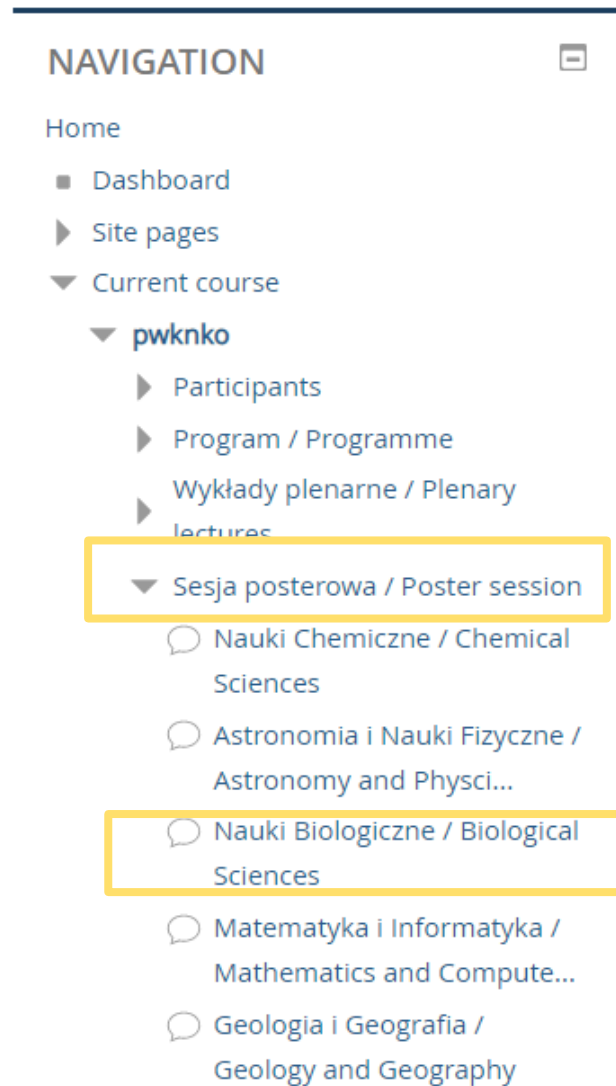 NAVIGATION
Home
Dashboard
Site pages
Current course
pwknko
Participants
Program / Programme
Wykłady plenarne / Plenary
lectures
Sesja posterowa / Poster session
Nauki Chemiczne / Chemical
Sciences
Astronomia i Nauki Fizyczne /
Astronomy and Physci...
Nauki Biologiczne / Biological
Sciences
Matematyka i Informatyka /
Mathematics and Compute...
Geologia i Geografia /
Geology and Geography